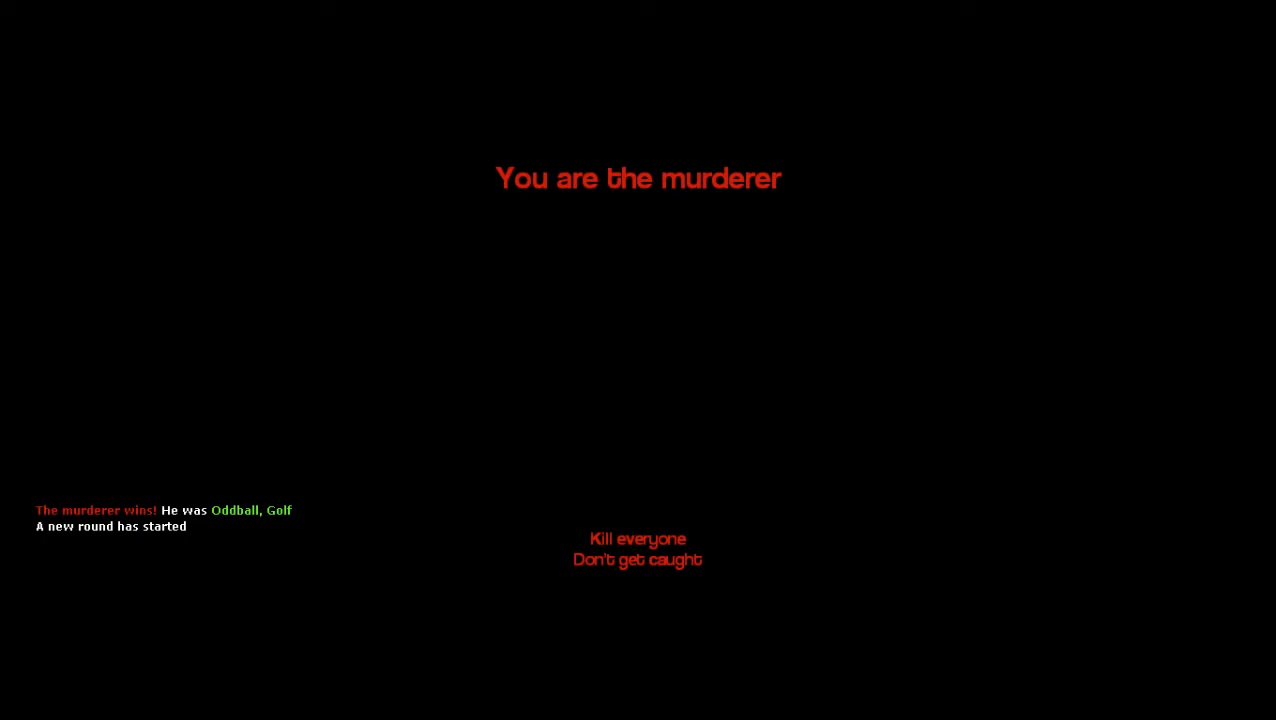 You are the murderer
The murderer wins! He was Oddball, Golf
A new round has started
Kill everyone
Don't get caught